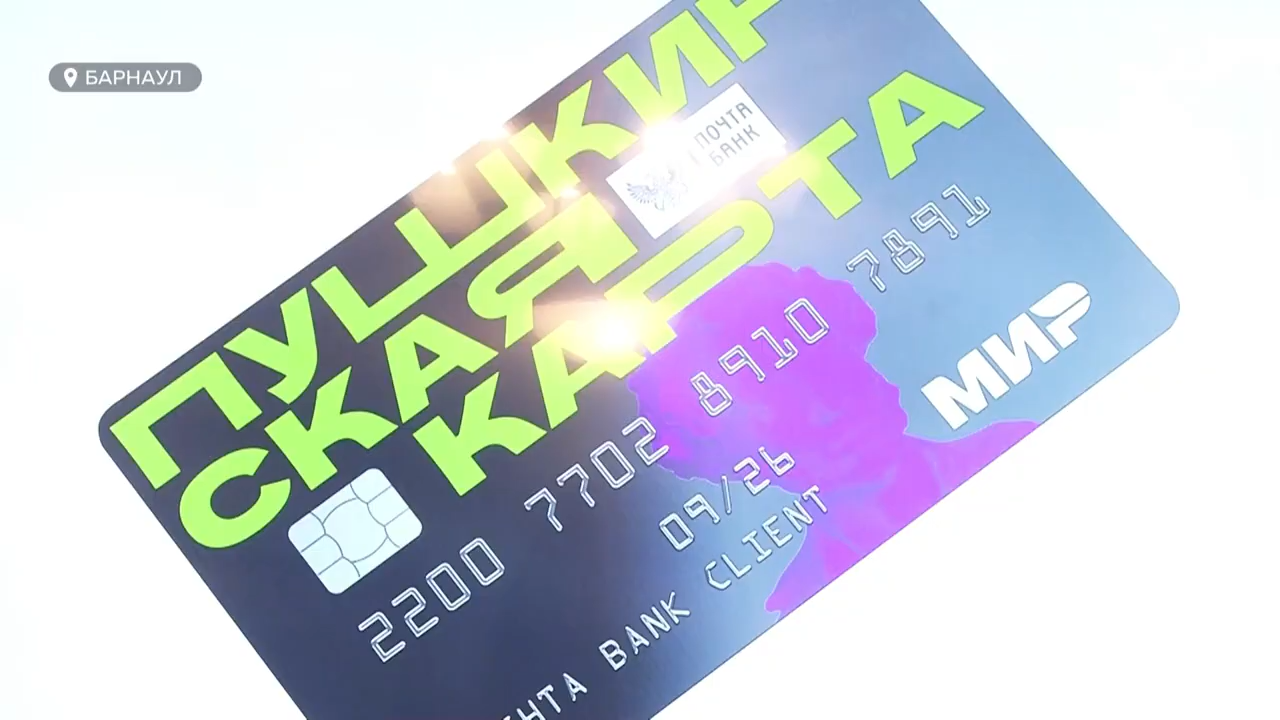 БАРНАУЛ
ПУШКИН
СКАЯ
КАРТА
ПОЧТА
БАНК
2200 7702 8910 7891
09/26
BANK CLIENT
МИР